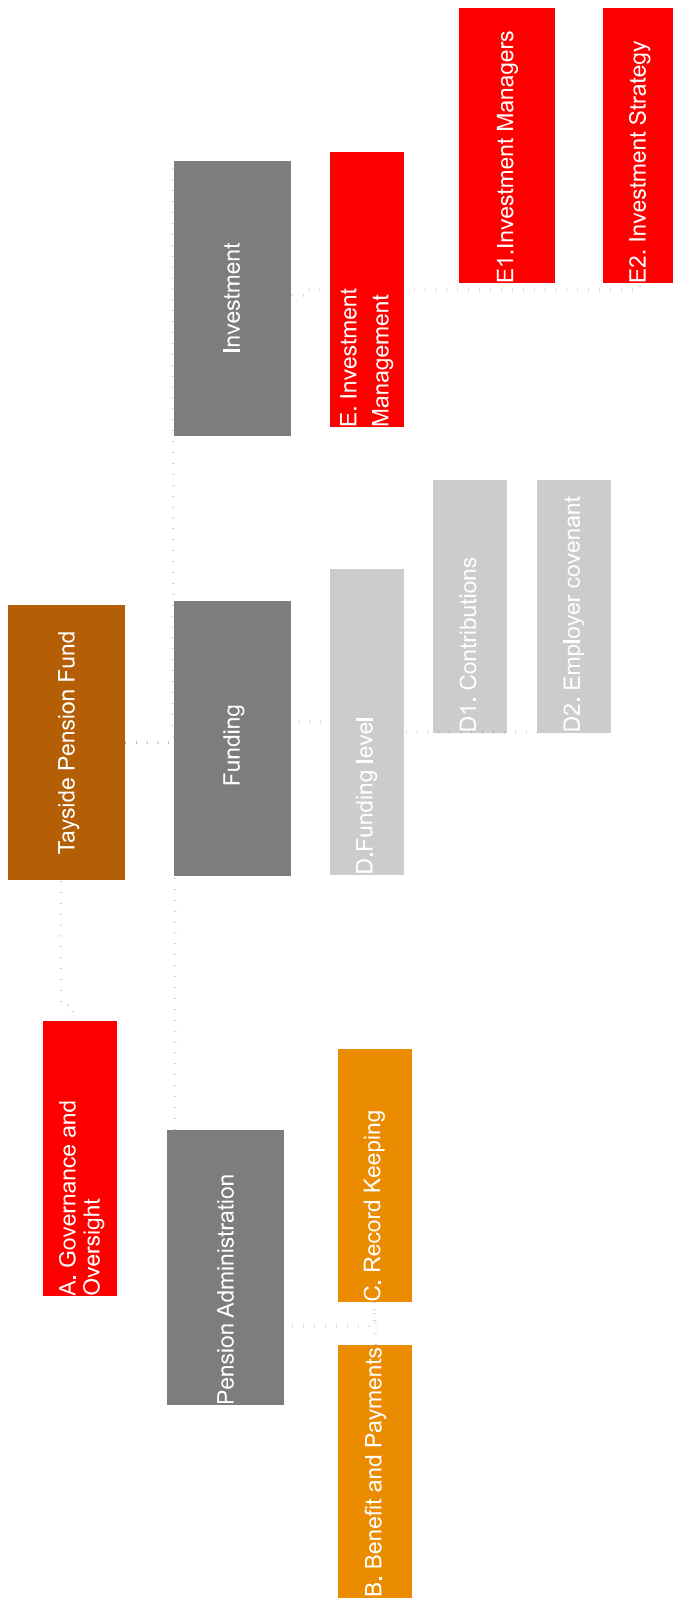 Tayside Pension Fund
A. Governance and
Oversight
Pension Administration
Funding
Investment
B. Benefit and Payments
C. Record Keeping
D.Funding level
E. Investment
Management
D1. Contributions
D2. Employer covenant
E1.Investment Managers
E2. Investment Strategy